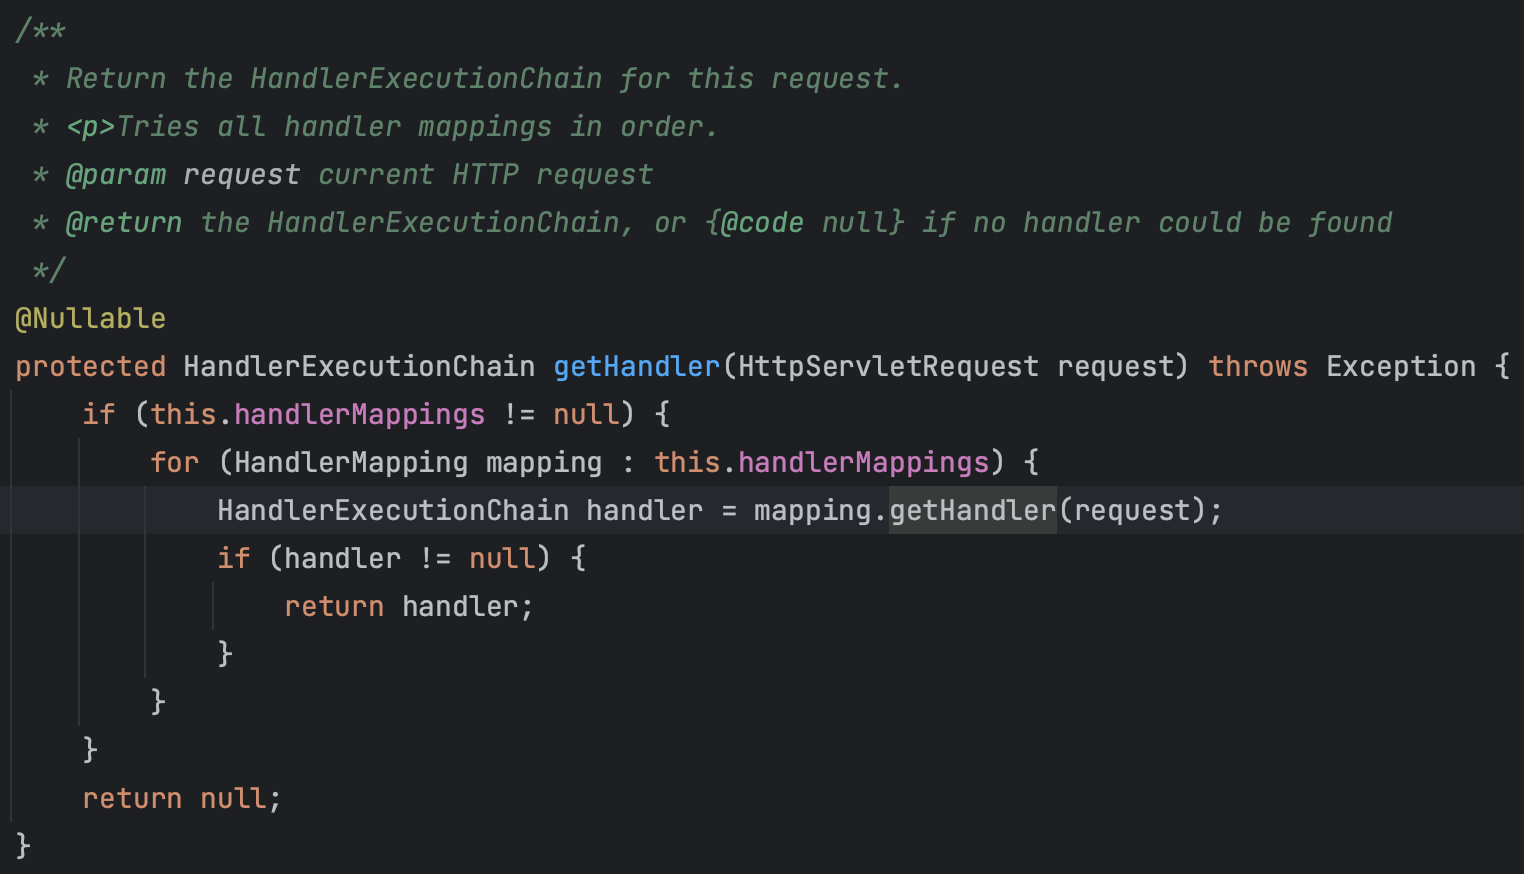 /**
 * Return the HandlerExecutionChain for this request.
 * <p>Tries all handler mappings in order.
 * @param request current HTTP request
 * @return the HandlerExecutionChain, or {@code null} if no handler could be found
 */
@Nullable
protected HandlerExecutionChain getHandler(HttpServletRequest request) throws Exception {
    if (this.handlerMappings != null) {
        for (HandlerMapping mapping : this.handlerMappings) {
            HandlerExecutionChain handler = mapping.getHandler(request);
            if (handler != null) {
                return handler;
            }
        }
    }
    return null;
}